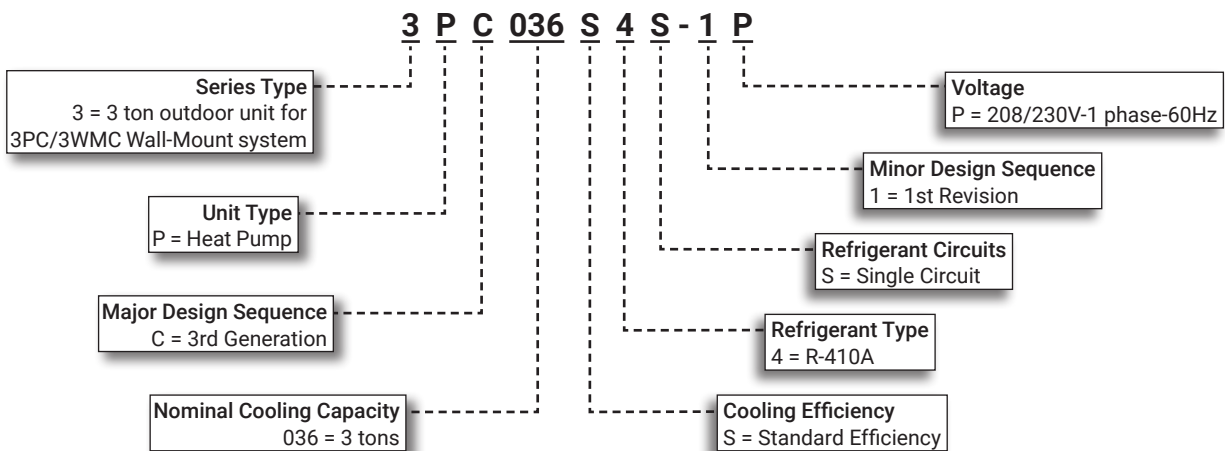 3 P C 036 S 4 S - 1 P
Series Type
3 = 3 ton outdoor unit for
3PC/3WMC Wall-Mount system
Unit Type
P = Heat Pump
Major Design Sequence
C = 3rd Generation
Nominal Cooling Capacity
036 = 3 tons
Voltage
P = 208/230V-1 phase-60Hz
Minor Design Sequence
1 = 1st Revision
Refrigerant Circuits
S = Single Circuit
Refrigerant Type
4 = R-410A
Cooling Efficiency
S = Standard Efficiency